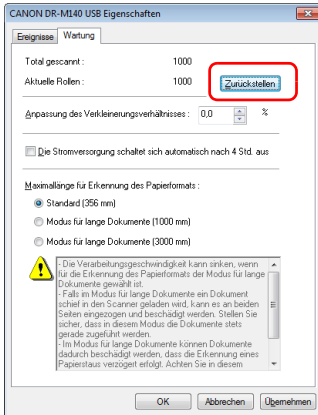 CANON DR-M140 USB Eigenschaften
Ereignisse Wartung
Total gescannt : 1000
Aktuelle Rollen : 1000 Zurückstellen
Anpassung des Verkleinerungsverhältnisses : 0,0 %
Die Stromversorgung schaltet sich automatisch nach 4 Std. aus
Maximallänge für Erkennung des Papierformats :
Standard (356 mm)
Modus für lange Dokumente (1000 mm)
Modus für lange Dokumente (3000 mm)
- Die Verarbeitungsgeschwindigkeit kann sinken, wenn
für die Erkennung des Papierformats der Modus für lange
Dokumente gewählt ist.
- Falls im Modus für lange Dokumente ein Dokument
schief in den Scanner geladen wird, kann es an beiden
Seiten eingezogen und beschädigt werden. Stellen Sie
sicher, dass in diesem Modus die Dokumente stets
gerade zugeführt werden.
- Im Modus für lange Dokumente können Dokumente
dadurch beschädigt werden, dass die Erkennung eines
Papierstaus verzögert erfolgt. Achten Sie in diesem
OK Abbrechen Übernehmen